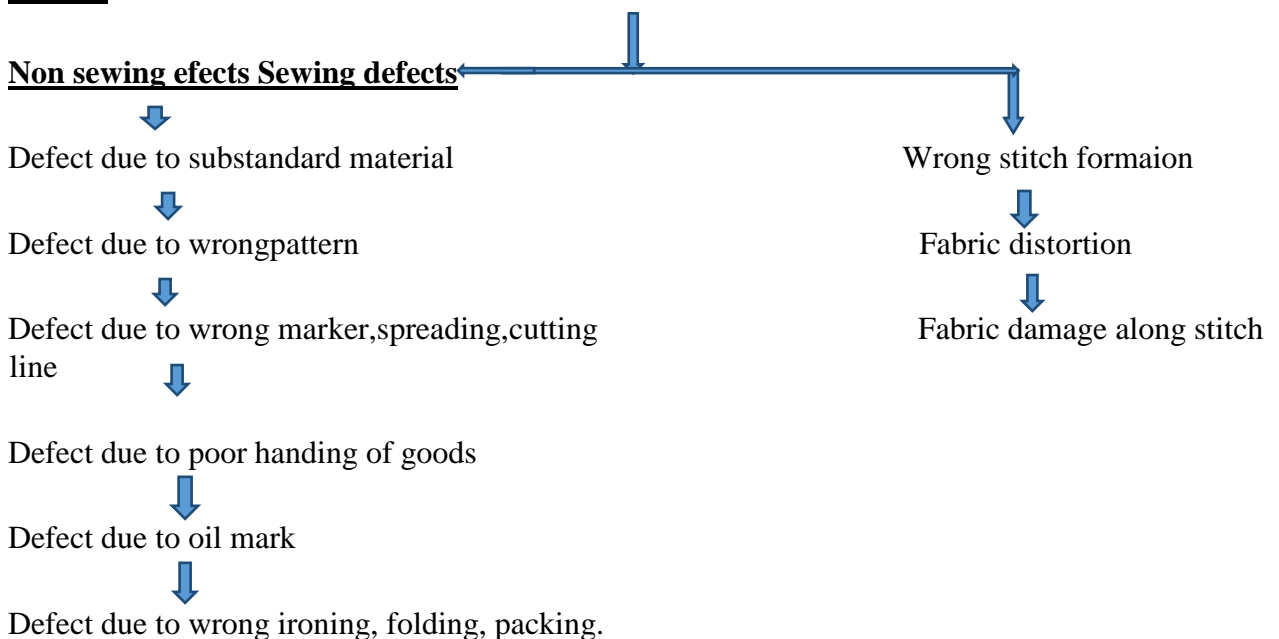 Non sewing efects Sewing defects
Defect due to substandard material
Wrong stitch formaion
Defect due to wrongpattern
Fabric distortion
Defect due to wrong marker,spreading,cutting
Fabric damage along stitch
line
Defect due to poor handing of goods
Defect due to oil mark
Defect due to wrong ironing, folding, packing.